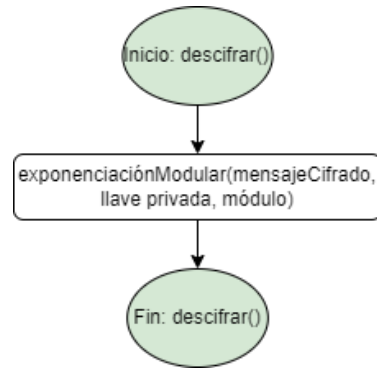 Inicio: descifrar()
exponenciaciónModular(mensajeCifrado,
llave privada, módulo)
Fin: descifrar()